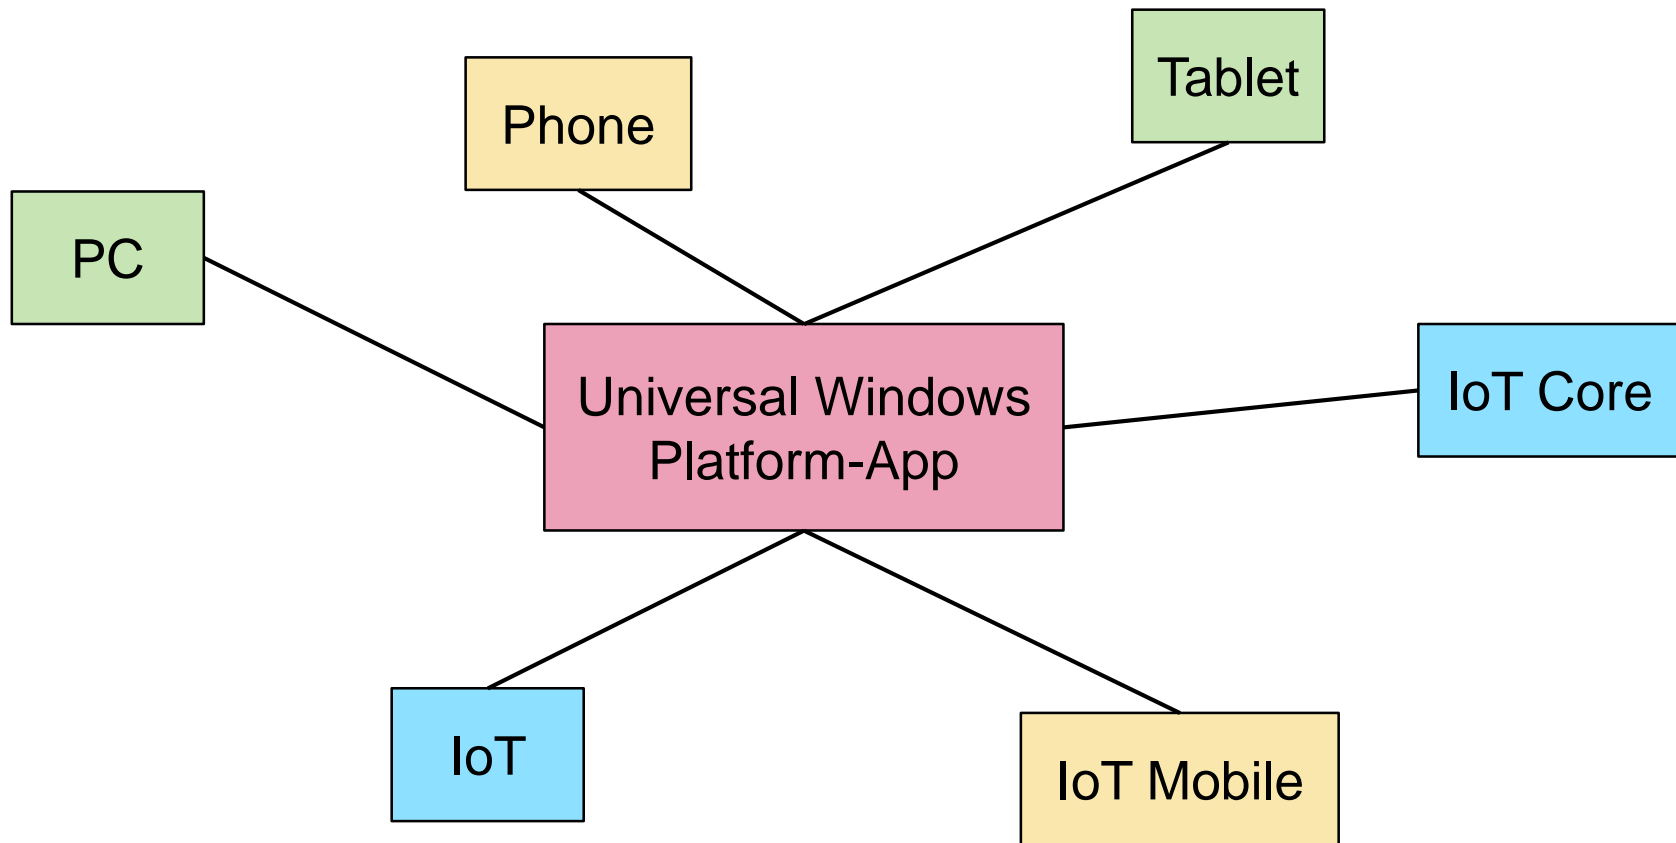 Tablet
Phone
PC
Universal Windows
Platform-App
IoT Core
IoT
IoT Mobile